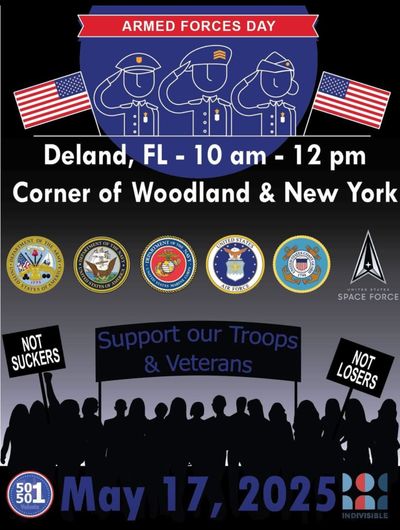 ARMED FORCES DAY
Deland, FL - 10 am - 12 pm
Corner of Woodland & New York
UNITED STATES
SPACE FORCE
Support our Troops
& Veterans
NOT
SUCKERS
NOT
LOSERS
50
50
1
May 17, 2025
INDIVISIBLE